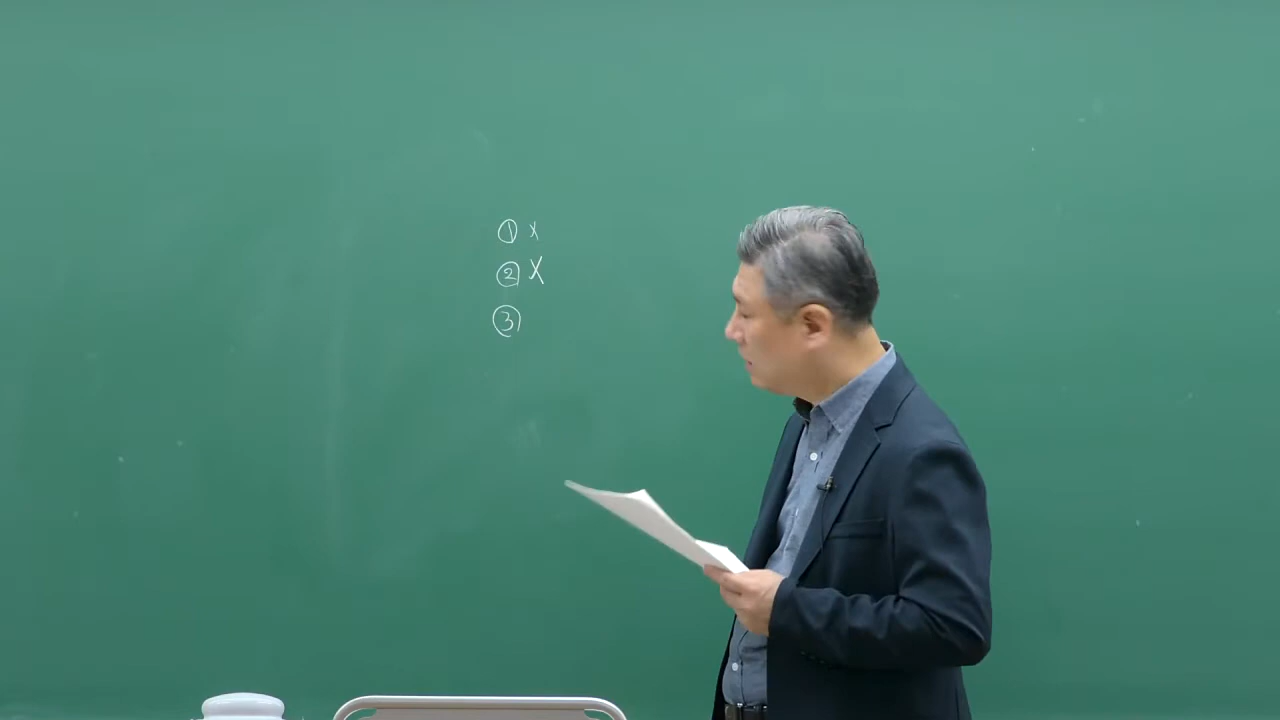 ① X
② X
③